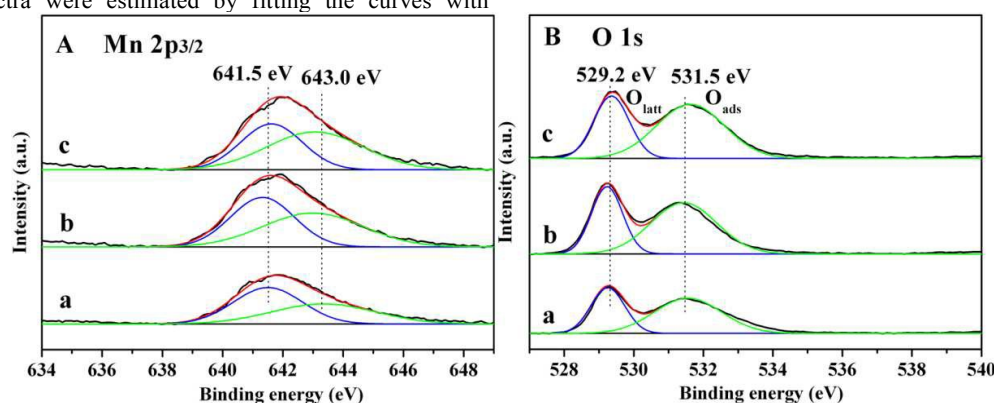 ctra were estimated by fitting the curves with
A Mn 2p3/2
641.5 eV 643.0 eV
c
b
a
Intensity (a.u.)
634 636 638 640 642 644 646 648
Binding energy (eV)
B O 1s
529.2 eV 531.5 eV
Olatt Oads
c
b
a
Intensity (a.u.)
528 530 532 534 536 538 540
Binding energy (eV)